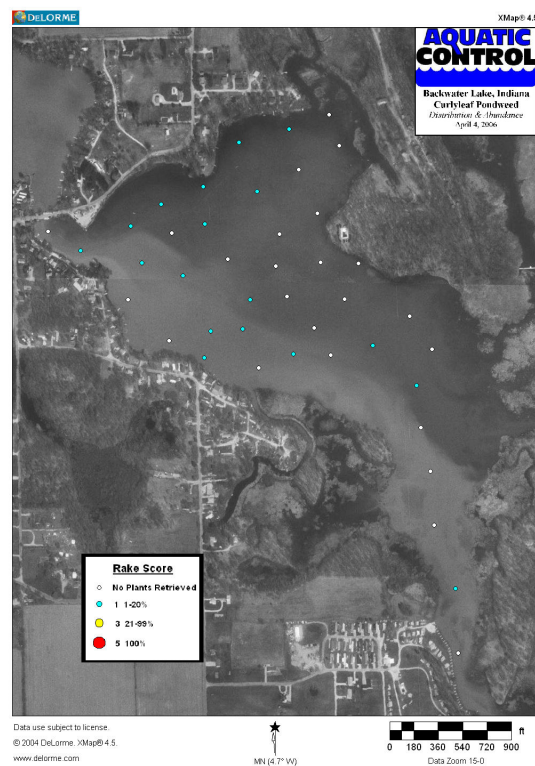 DELORME
XMap® 4.5
AQUATIC
CONTROL
Backwater Lake, Indiana
Curlyleaf Pondweed
Distribution & Abundance
April 4, 2006
Rake Score
No Plants Retrieved
1 1-20%
3 21-99%
5 100%
Data use subject to license.
© 2004 DeLorme. XMap® 4.5.
www.delorme.com
MN (4.7° W)
ft
0 180 360 540 720 900
Data Zoom 15-0